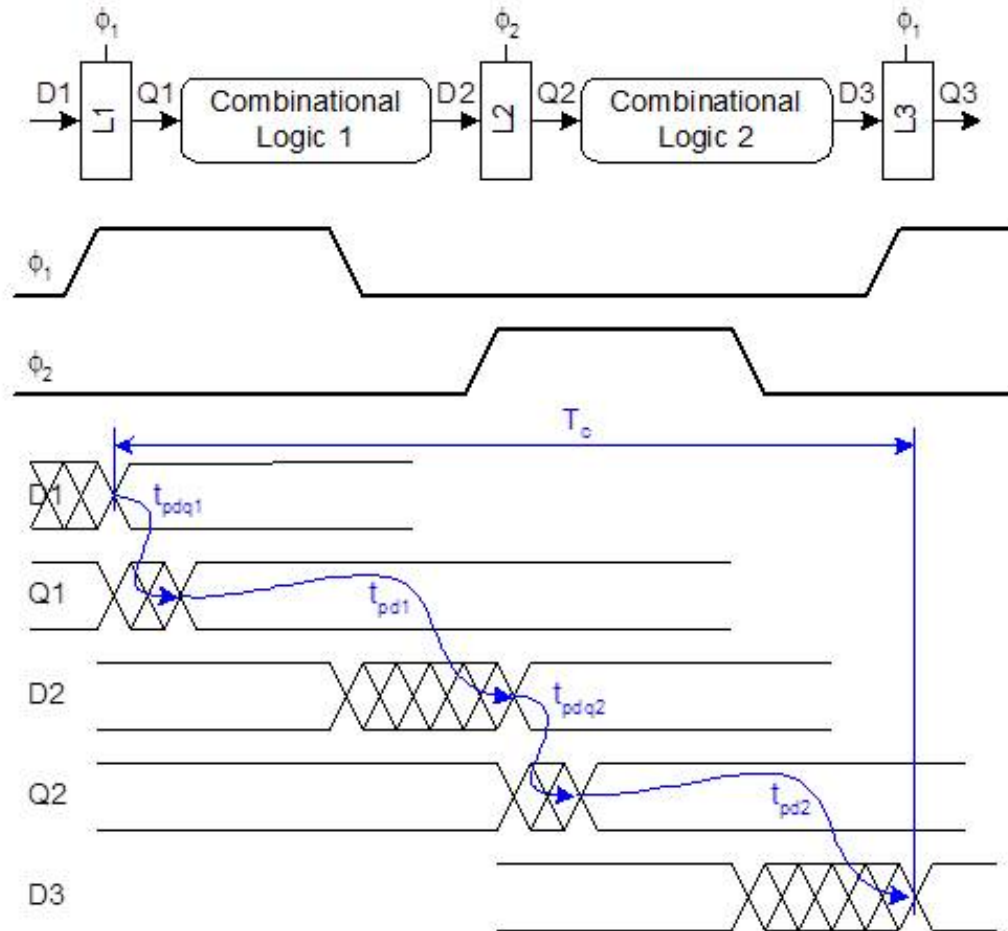 ϕ1 ϕ2 ϕ1
D1 L1 Q1 Combinational Logic 1 D2 L2 Q2 Combinational Logic 2 D3 L3 Q3
ϕ1
ϕ2
Tc
D1
tpdq1
Q1
tpd1
D2
tpdq2
Q2
tpd2
D3